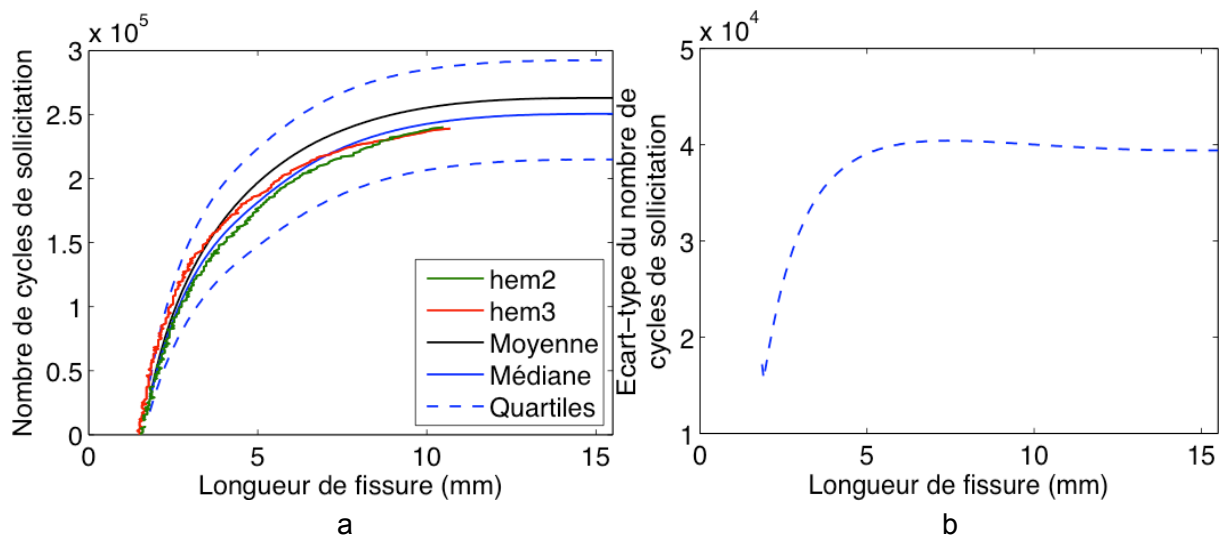 x 10^5
3
2.5
2
1.5
1
0.5
0
Nombre de cycles de sollicitation
0 5 10 15
Longueur de fissure (mm)
hem2
hem3
Moyenne
Médiane
Quartiles
a
x 10^4
5
4
3
2
1
Ecart-type du nombre de
cycles de sollicitation
0 5 10 15
Longueur de fissure (mm)
b